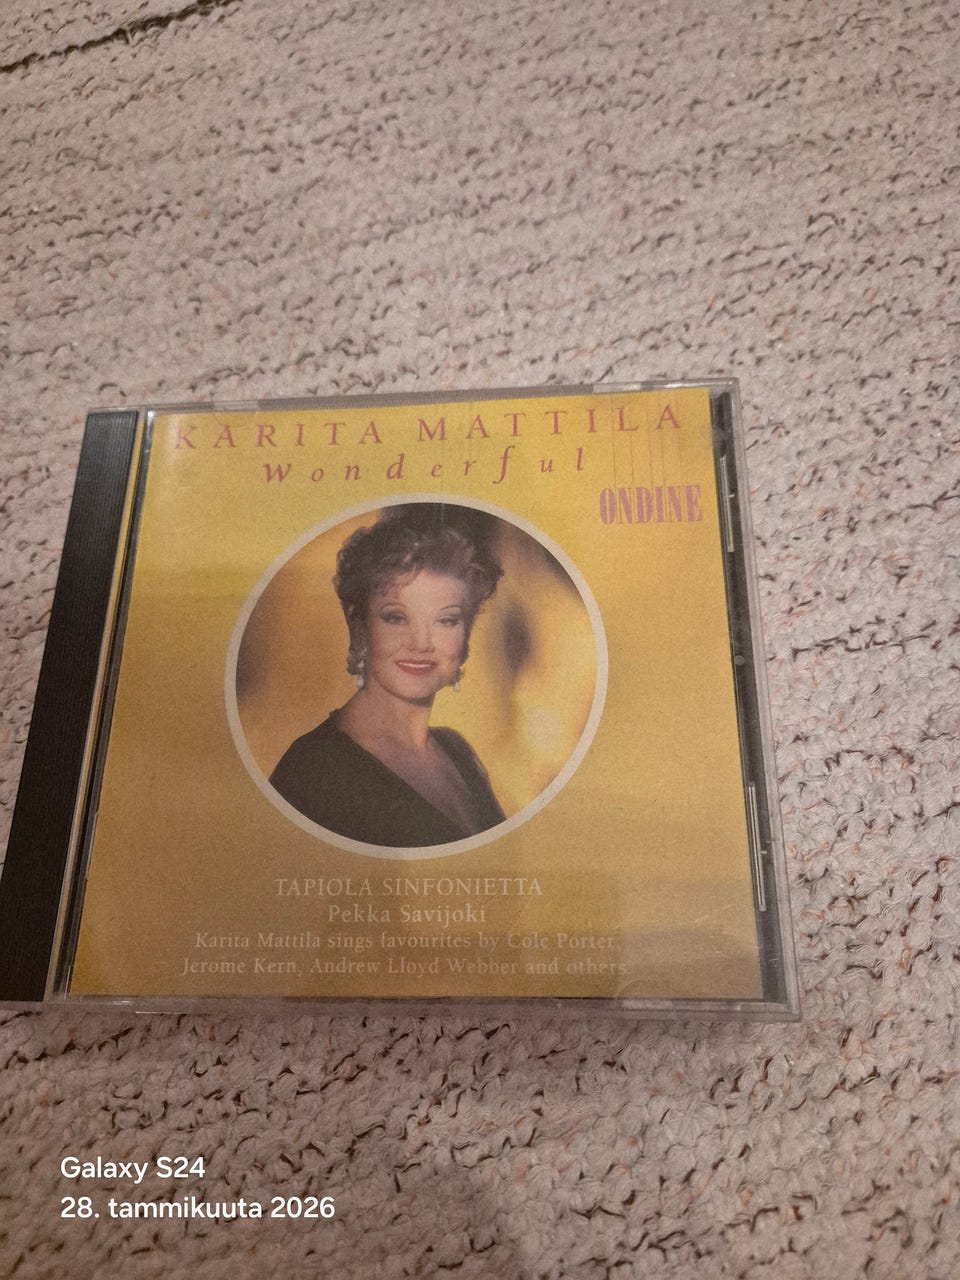 KARITA MATTILA
Wonderful
ONDINE
TAPIOLA SINFONIETTA
Pekka Savijoki
Karita Mattila sings favourites by Cole Porter,
Jerome Kern, Andrew Lloyd Webber and others
Galaxy S24
28. tammikuuta 2026